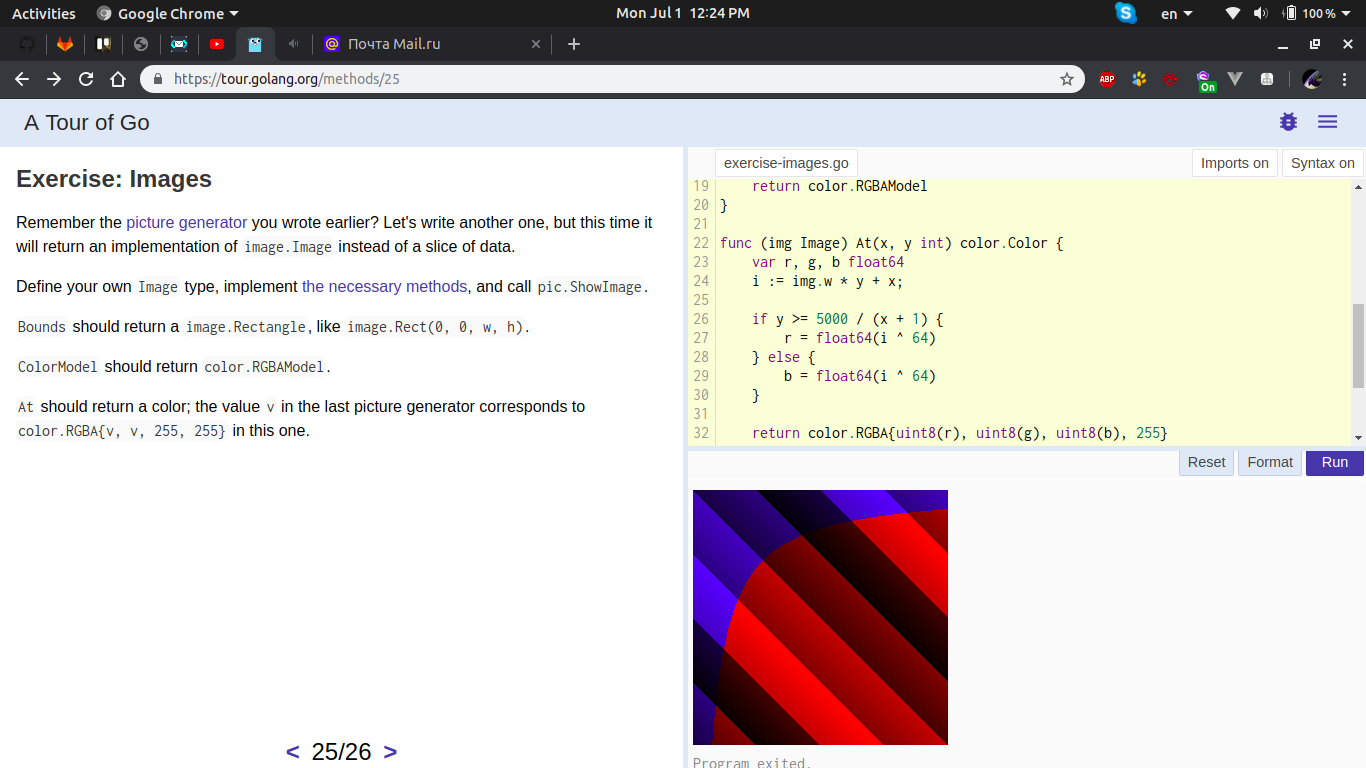 Activities Google Chrome Mon Jul 1 12:24 PM en 100 %
Почта Mail.ru
https://tour.golang.org/methods/25 ABP On
A Tour of Go
Exercise: Images
Remember the picture generator you wrote earlier? Let's write another one, but this time it
will return an implementation of image.Image instead of a slice of data.
Define your own Image type, implement the necessary methods, and call pic.ShowImage.
Bounds should return a image.Rectangle, like image.Rect(0, 0, w, h).
ColorModel should return color.RGBAModel.
At should return a color; the value v in the last picture generator corresponds to
color.RGBA{v, v, 255, 255} in this one.
< 25/26 >
exercise-images.go Imports on Syntax on
19 return color.RGBAModel
20 }
21
22 func (img Image) At(x, y int) color.Color {
23 var r, g, b float64
24 i := img.w * y + x;
25
26 if y >= 5000 / (x + 1) {
27 r = float64(i ^ 64)
28 } else {
29 b = float64(i ^ 64)
30 }
31
32 return color.RGBA{uint8(r), uint8(g), uint8(b), 255}
Reset Format Run
Program exited.